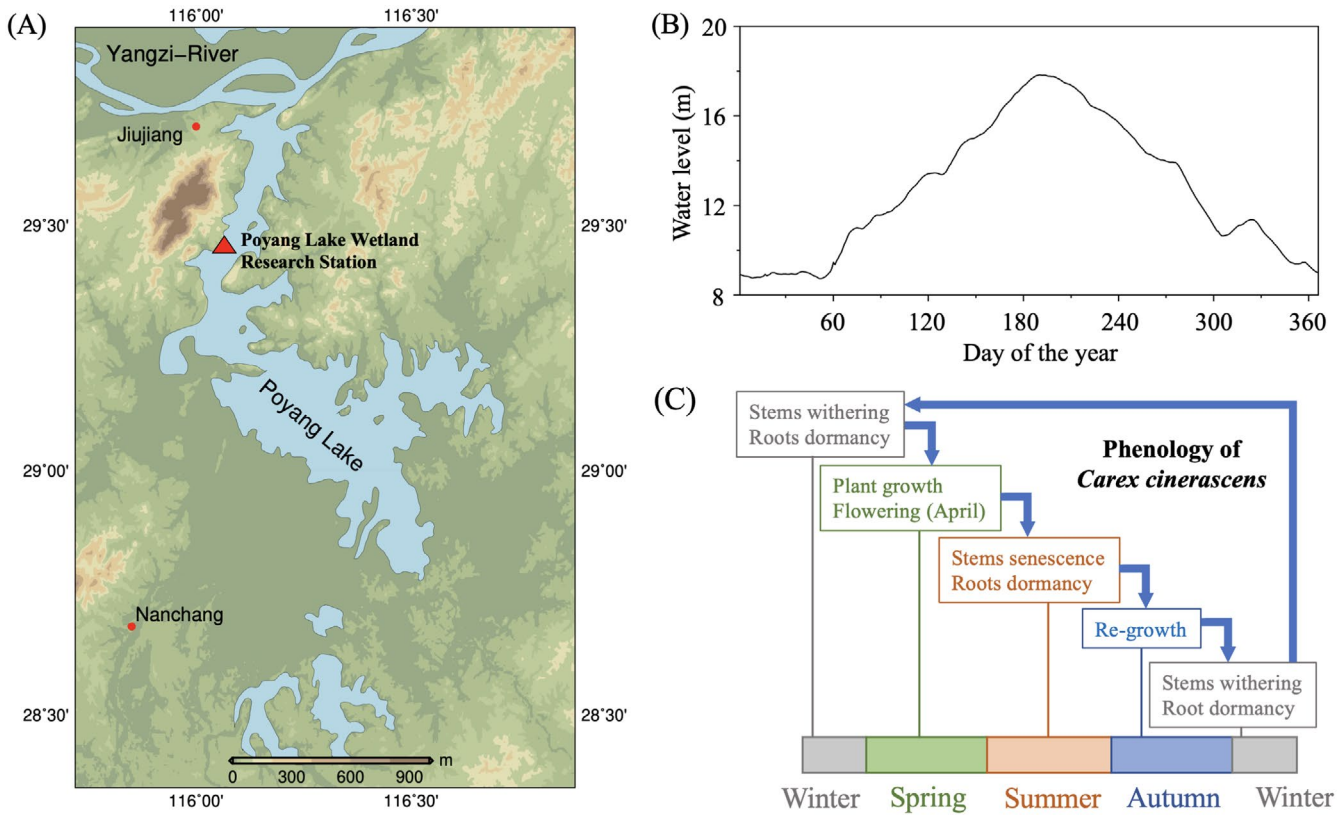 (A)
116°00'
116°30'
Yangzi-River
Jiujiang
29°30'
29°30'
Poyang Lake Wetland
Research Station
Poyang Lake
29°00'
29°00'
Nanchang
28°30'
28°30'
0 300 600 900 m
116°00'
116°30'
(B)
20
16
12
8
Water level (m)
60 120 180 240 300 360
Day of the year
(C)
Phenology of
Carex cinerascens
Stems withering
Roots dormancy
Plant growth
Flowering (April)
Stems senescence
Roots dormancy
Re-growth
Stems withering
Root dormancy
Winter Spring Summer Autumn Winter